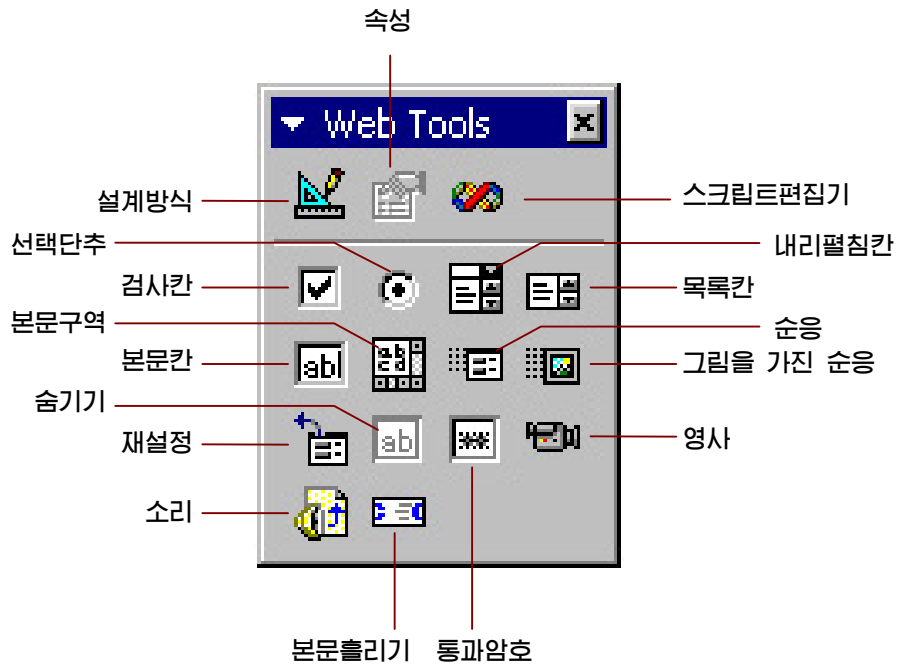 속성
Web Tools
설계방식
스크립트편집기
선택단추
내리펼침칸
검사칸
목록칸
본문구역
순응
본문칸
그림을 가진 순응
숨기기
재설정
영사
소리
본문흘리기
통과암호